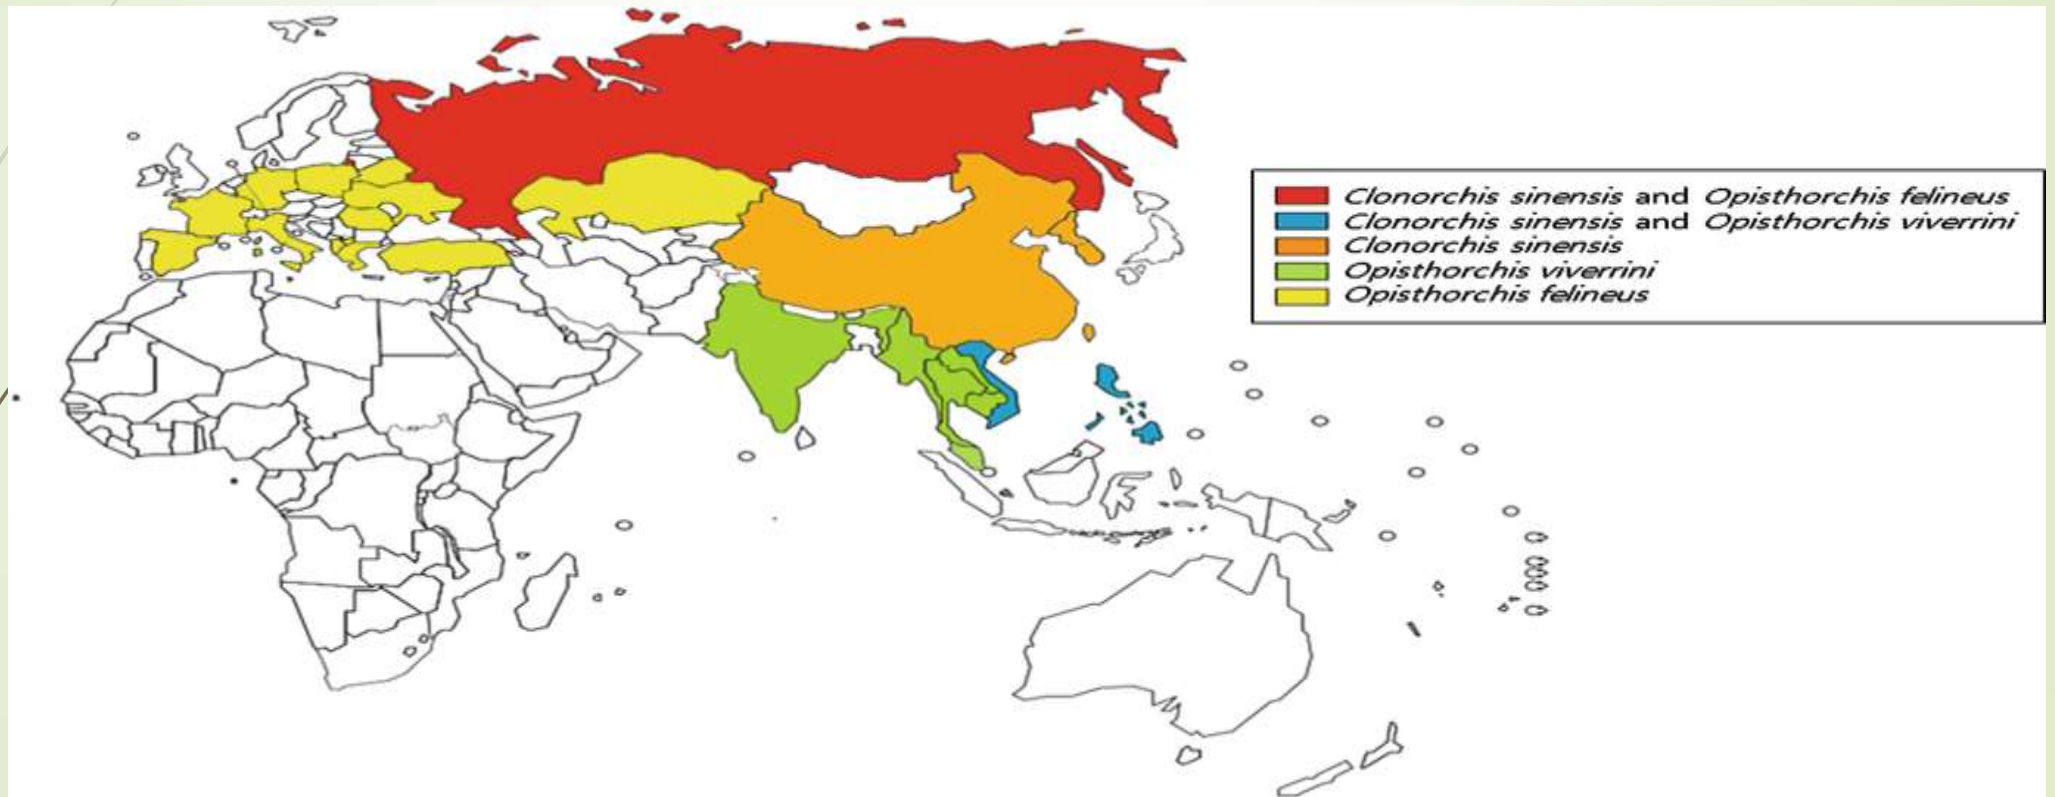 Clonorchis sinensis and Opisthorchis felineus
Clonorchis sinensis and Opisthorchis viverrini
Clonorchis sinensis
Opisthorchis viverrini
Opisthorchis felineus